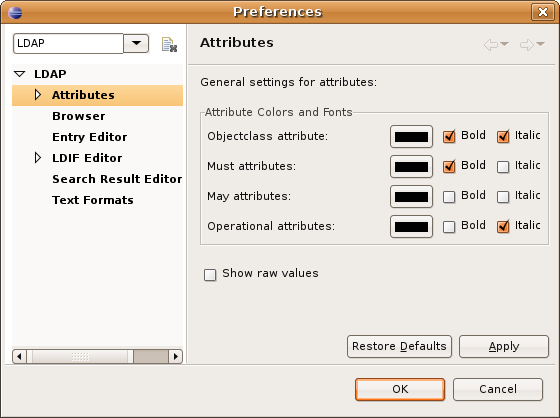 Preferences
LDAP
Attributes
LDAP
Attributes
Browser
Entry Editor
LDIF Editor
Search Result Editor
Text Formats
General settings for attributes:
Attribute Colors and Fonts
Objectclass attribute: Bold Italic
Must attributes: Bold Italic
May attributes: Bold Italic
Operational attributes: Bold Italic
Show raw values
Restore Defaults Apply
OK Cancel